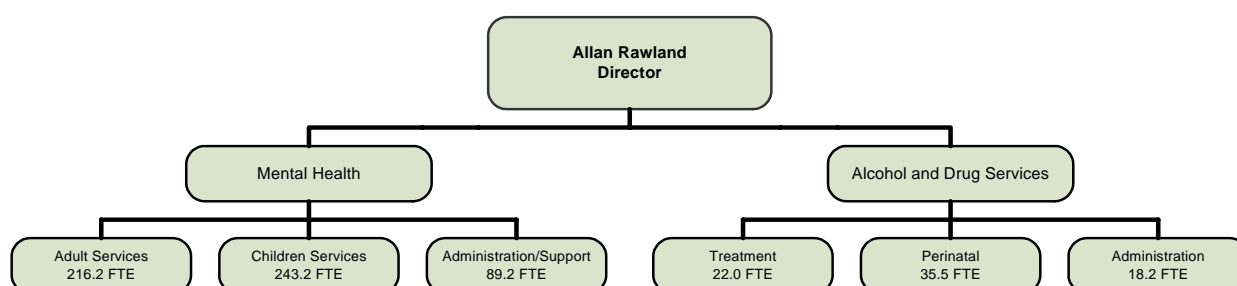 Allan Rawland
Director
Mental Health
Alcohol and Drug Services
Adult Services
216.2 FTE
Children Services
243.2 FTE
Administration/Support
89.2 FTE
Treatment
22.0 FTE
Perinatal
35.5 FTE
Administration
18.2 FTE